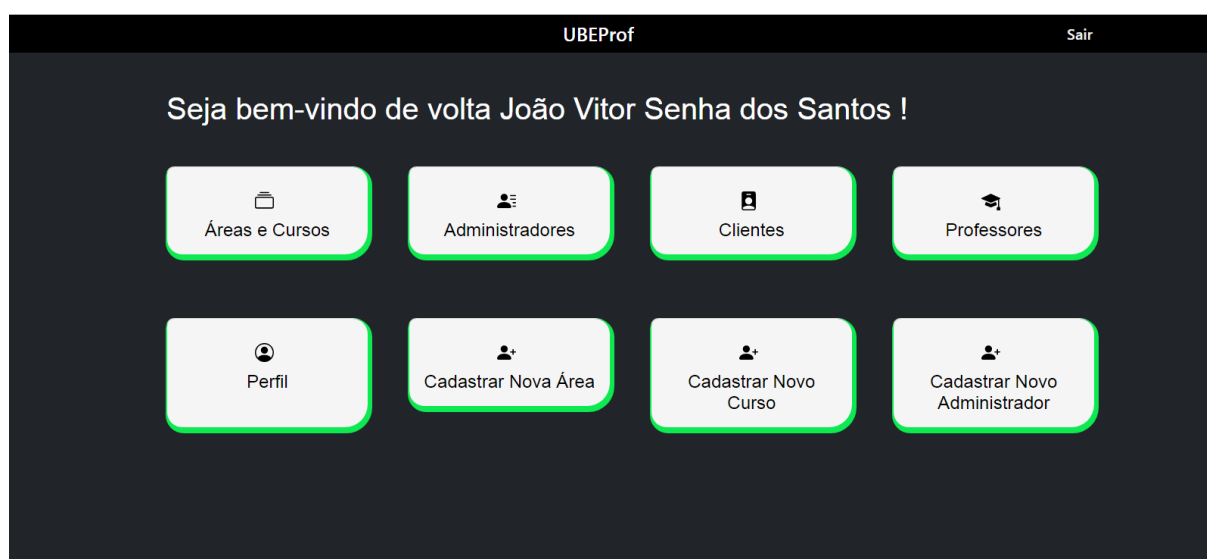 UBEProf
Sair
Seja bem-vindo de volta João Vitor Senha dos Santos !
Áreas e Cursos
Administradores
Clientes
Professores
Perfil
Cadastrar Nova Área
Cadastrar Novo
Curso
Cadastrar Novo
Administrador